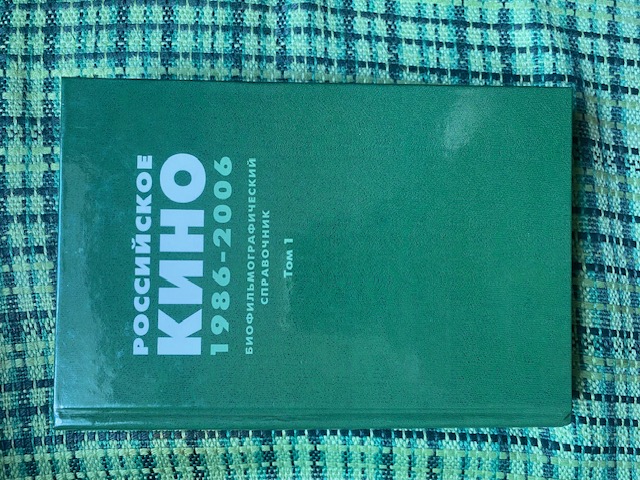 РОССИЙСКОЕ
КИНО
1986–2006
БИОФИЛЬМОГРАФИЧЕСКИЙ
СПРАВОЧНИК
Том 1